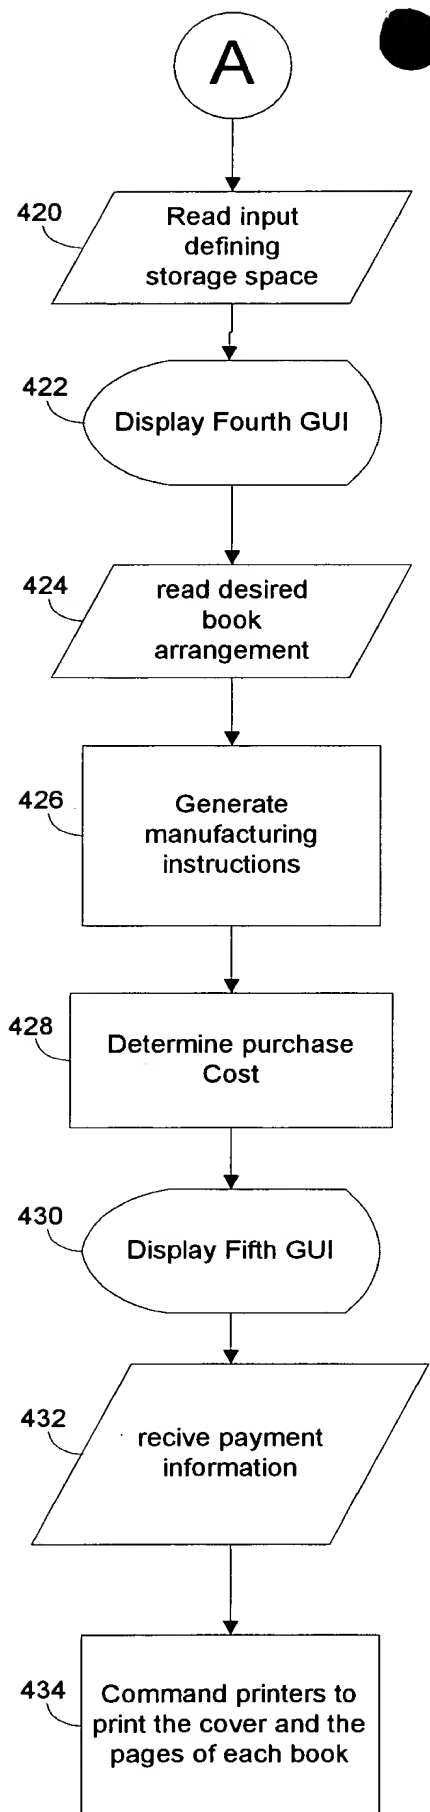 A
420
Read input
defining
storage space
422
Display Fourth GUI
424
read desired
book
arrangement
426
Generate
manufacturing
instructions
428
Determine purchase
Cost
430
Display Fifth GUI
432
recive payment
information
434
Command printers to
print the cover and the
pages of each book